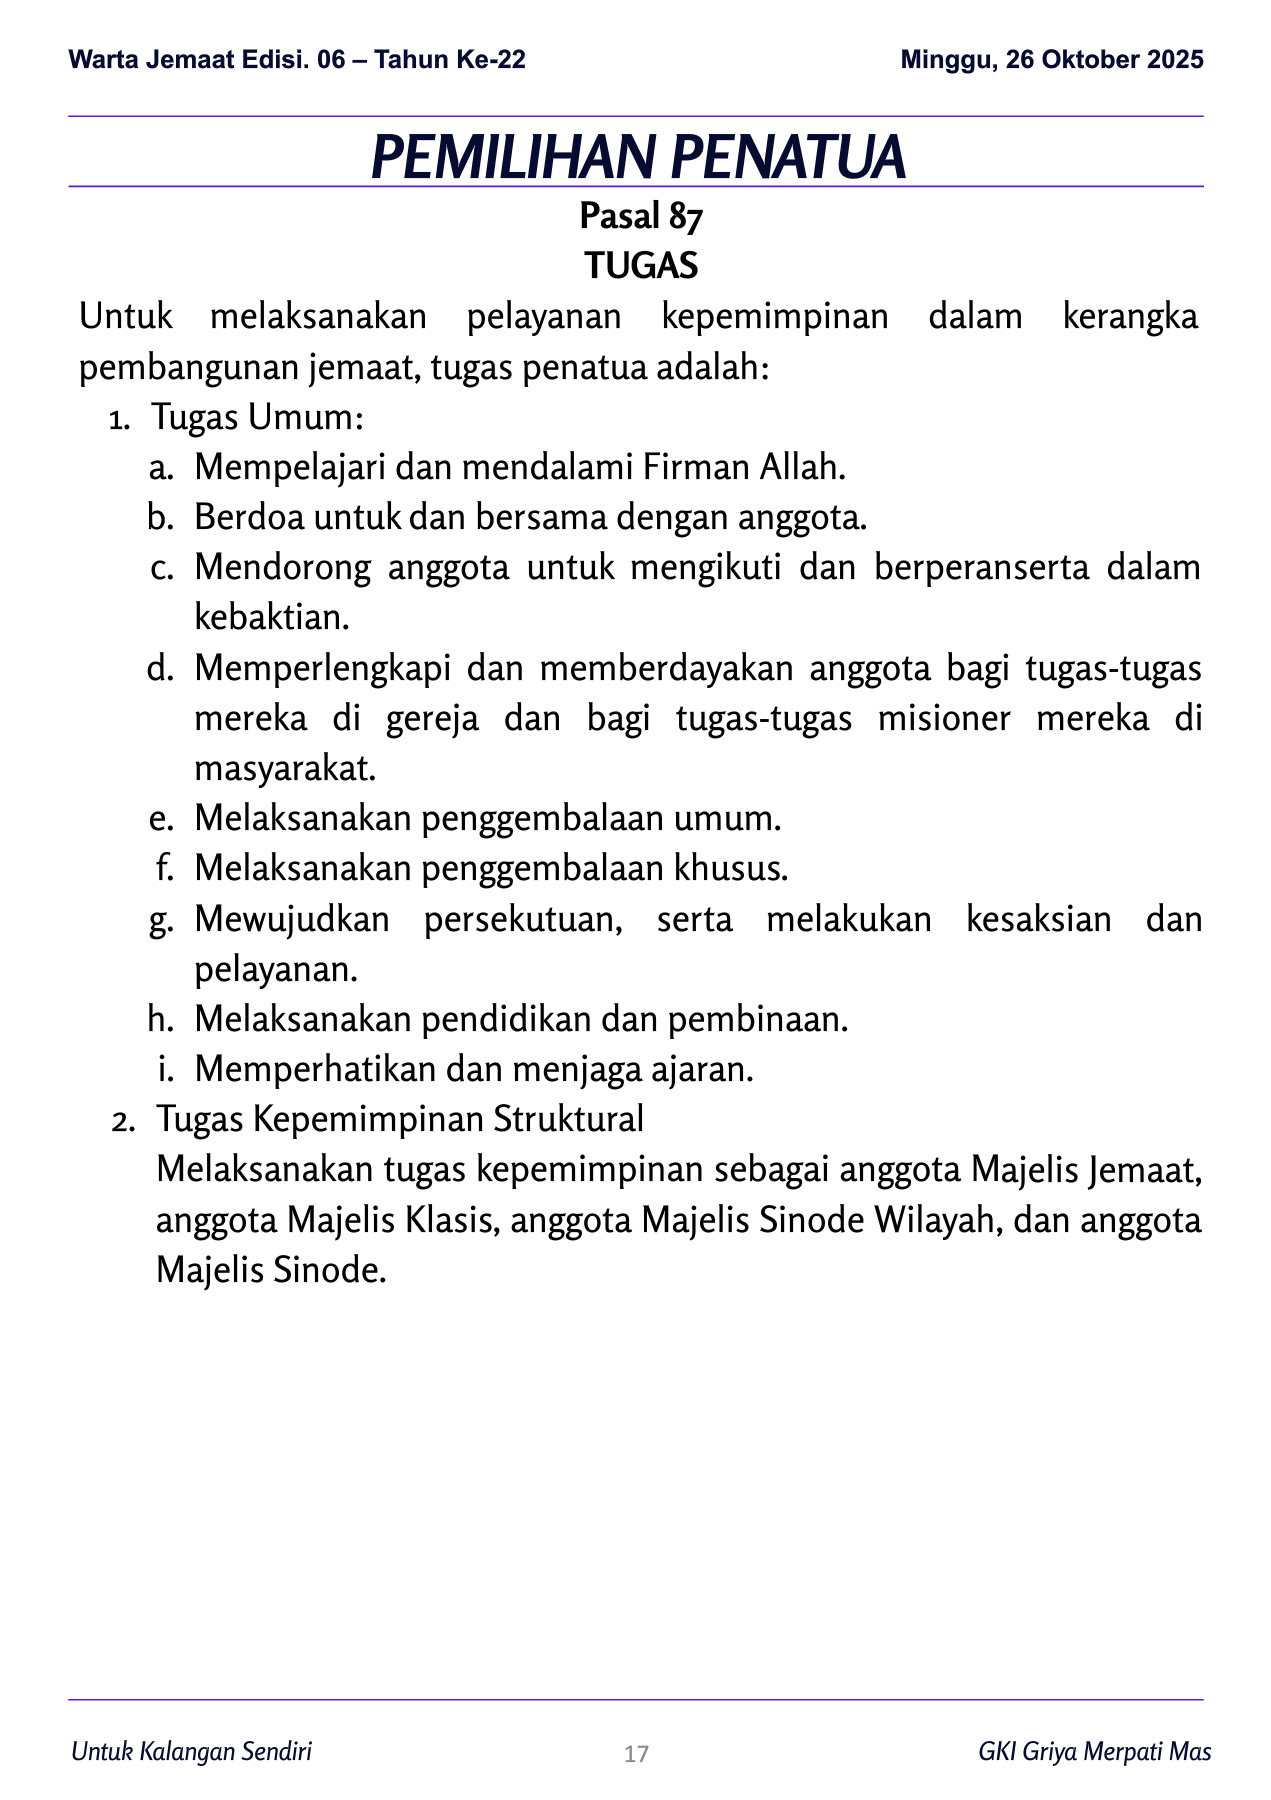 Warta Jemaat Edisi. 06 – Tahun Ke-22
Minggu, 26 Oktober 2025
PEMILIHAN PENATUA
Pasal 87
TUGAS
Untuk melaksanakan pelayanan kepemimpinan dalam kerangka
pembangunan jemaat, tugas penatua adalah:
1. Tugas Umum:
a. Mempelajari dan mendalami Firman Allah.
b. Berdoa untuk dan bersama dengan anggota.
c. Mendorong anggota untuk mengikuti dan berperanserta dalam
kebaktian.
d. Memperlengkapi dan memberdayakan anggota bagi tugas-tugas
mereka di gereja dan bagi tugas-tugas misioner mereka di
masyarakat.
e. Melaksanakan penggembalaan umum.
f. Melaksanakan penggembalaan khusus.
g. Mewujudkan persekutuan, serta melakukan kesaksian dan
pelayanan.
h. Melaksanakan pendidikan dan pembinaan.
i. Memperhatikan dan menjaga ajaran.
2. Tugas Kepemimpinan Struktural
Melaksanakan tugas kepemimpinan sebagai anggota Majelis Jemaat,
anggota Majelis Klasis, anggota Majelis Sinode Wilayah, dan anggota
Majelis Sinode.
Untuk Kalangan Sendiri
17
GKI Griya Merpati Mas